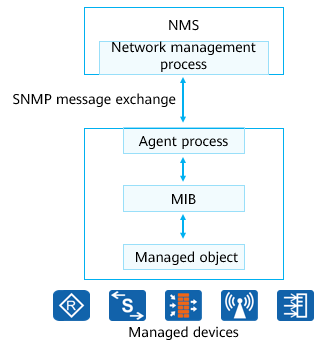 NMS
Network management
process
SNMP message exchange
Agent process
MIB
Managed object
R
S
Managed devices